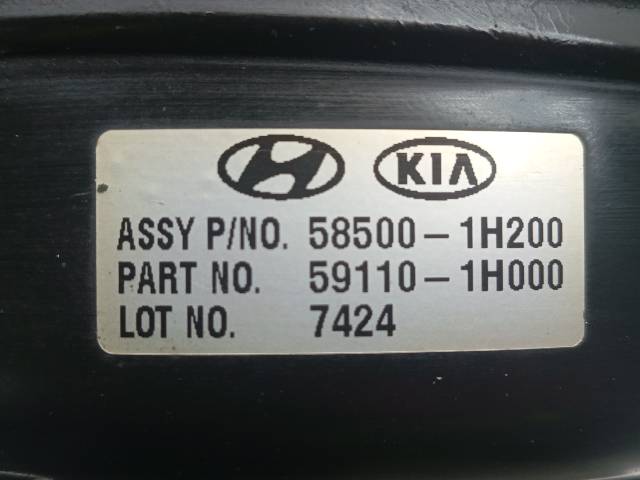 KIA
ASSY P/NO. 58500-1H200
PART NO. 59110-1H000
LOT NO. 7424